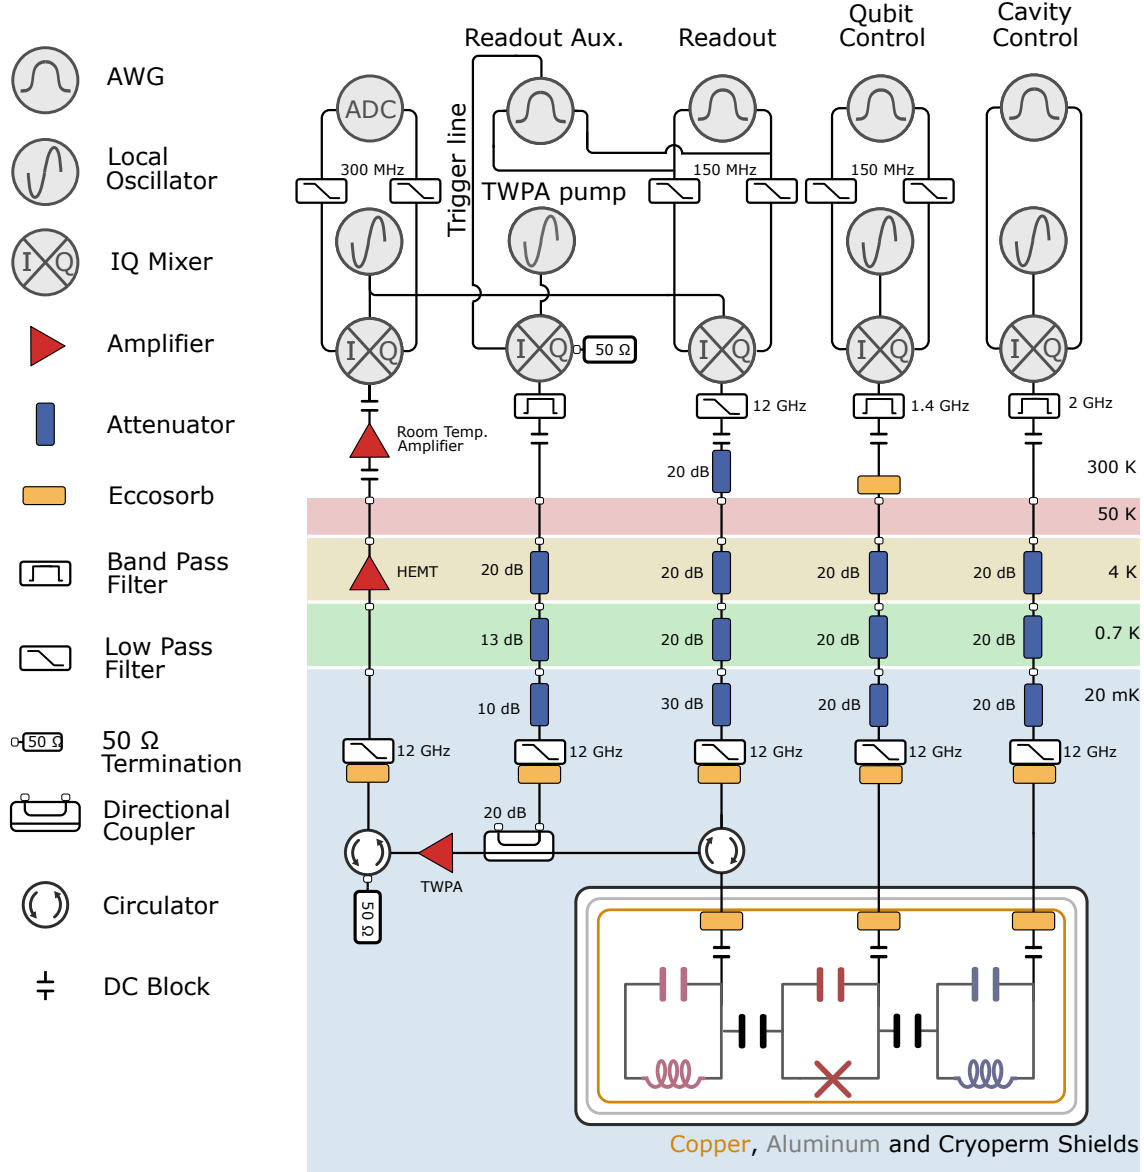 AWG
Local
Oscillator
I Q
IQ Mixer
Amplifier
Attenuator
Eccosorb
Band Pass
Filter
Low Pass
Filter
50 Ω
50 Ω
Termination
Directional
Coupler
Circulator
DC Block
Readout Aux.
Readout
Qubit
Control
Cavity
Control
ADC
300 MHz
Trigger line
TWPA pump
150 MHz
150 MHz
I Q
I Q
50 Ω
I Q
I Q
I Q
12 GHz
1.4 GHz
2 GHz
Room Temp.
Amplifier
20 dB
300 K
50 K
HEMT
20 dB
20 dB
20 dB
20 dB
4 K
13 dB
20 dB
20 dB
20 dB
0.7 K
10 dB
30 dB
20 dB
20 dB
20 mK
12 GHz
12 GHz
12 GHz
12 GHz
12 GHz
20 dB
TWPA
50 Ω
Copper, Aluminum and Cryoperm Shields